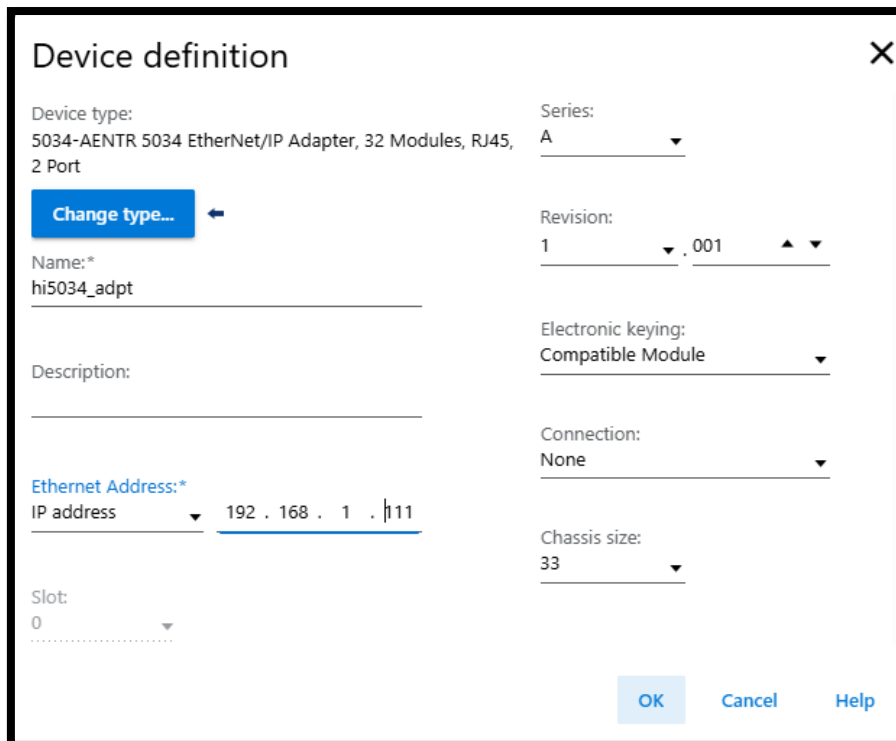 Device definition
Device type:
5034-AENTR 5034 EtherNet/IP Adapter, 32 Modules, RJ45,
2 Port
Change type...
Name:*
hi5034_adpt
Description:
Ethernet Address:*
IP address 192 . 168 . 1 . 111
Slot:
0
Series:
A
Revision:
1 . 001
Electronic keying:
Compatible Module
Connection:
None
Chassis size:
33
OK Cancel Help